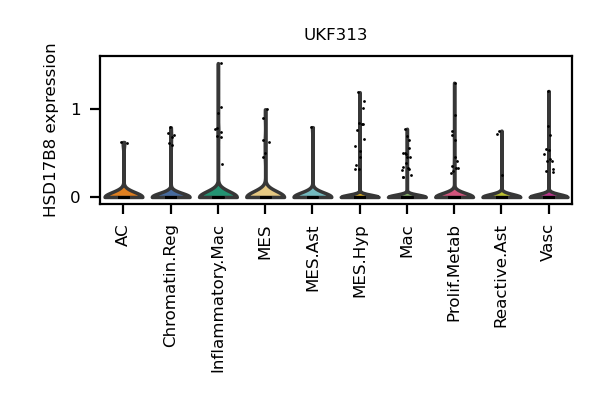 UKF313
HSD17B8 expression
1
0
AC
Chromatin.Reg
Inflammatory.Mac
MES
MES.Ast
MES.Hyp
Mac
Prolif.Metab
Reactive.Ast
Vasc